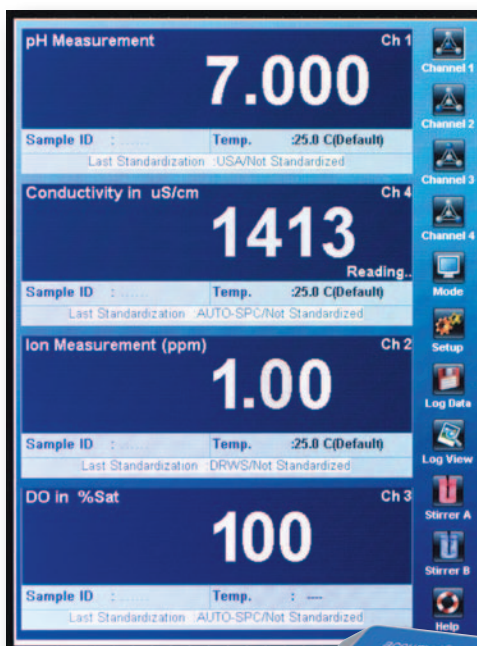 pH Measurement Ch 1
7.000
Sample ID : ...... Temp. :25.0 C(Default)
Last Standardization :USA/Not Standardized
Conductivity in uS/cm Ch 4
1413
Reading..
Sample ID : ...... Temp. :25.0 C(Default)
Last Standardization :AUTO-SPC/Not Standardized
Ion Measurement (ppm) Ch 2
1.00
Sample ID : ...... Temp. :25.0 C(Default)
Last Standardization :DRWS/Not Standardized
DO in %Sat Ch 3
100
Sample ID : ...... Temp. : ----
Last Standardization :AUTO-SPC/Not Standardized
Channel 1
Channel 2
Channel 3
Channel 4
Mode
Setup
Log Data
Log View
Stirrer A
Stirrer B
Help